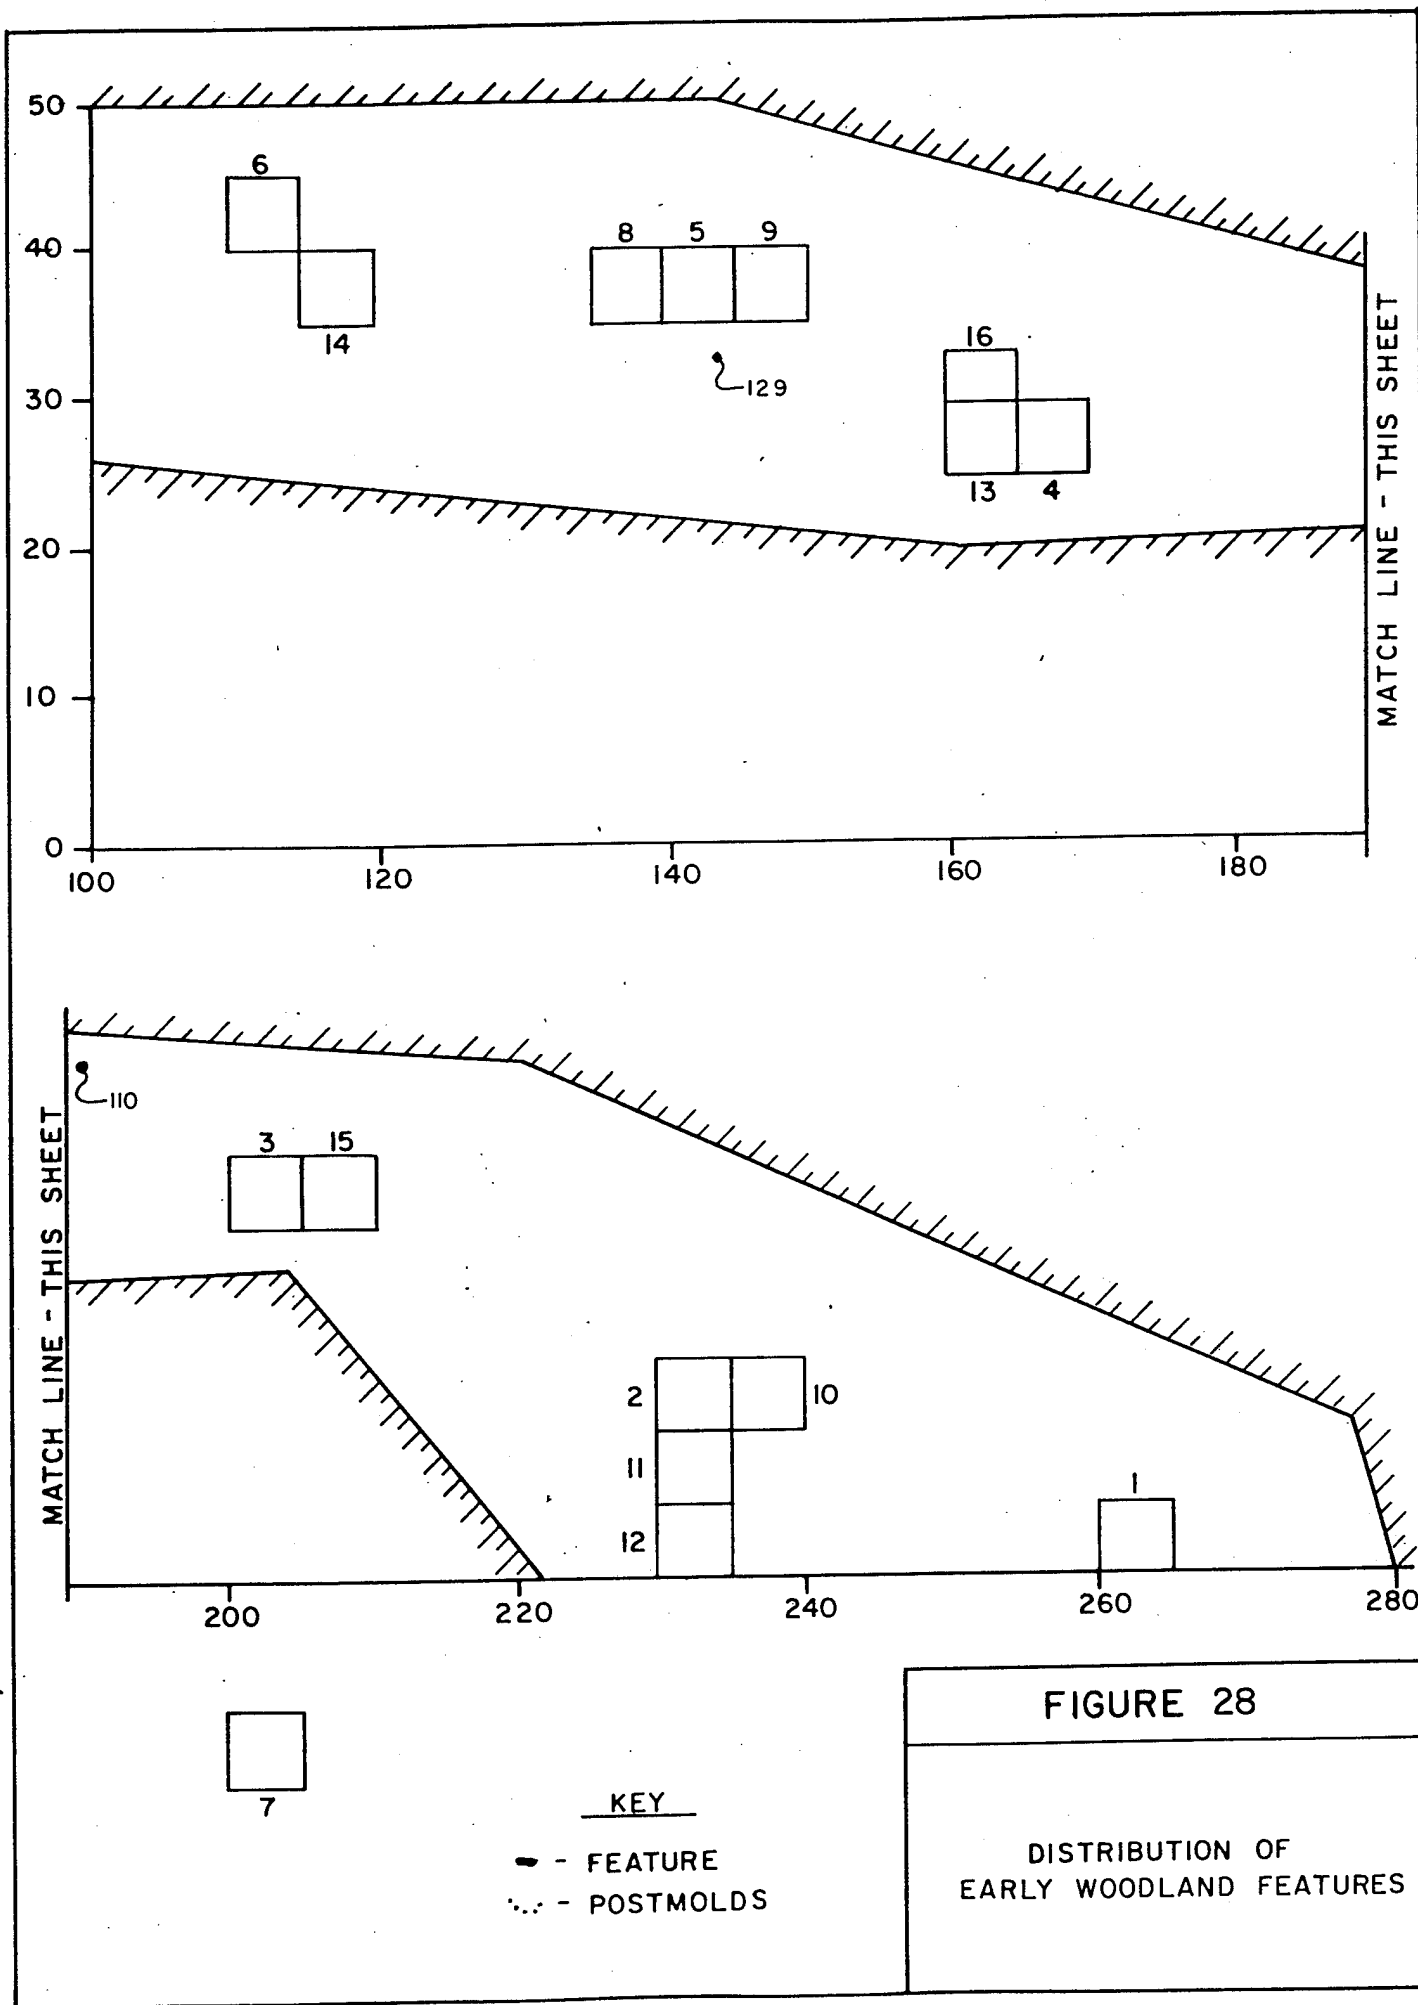 50
6
8 5 9
40
14
16
129
30
13 4
20
10
0
100 120 140 160 180
MATCH LINE - THIS SHEET
110
3 15
MATCH LINE - THIS SHEET
2 10
11
1
12
200 220 240 260 280
7
KEY
- FEATURE
- POSTMOLDS
FIGURE 28
DISTRIBUTION OF
EARLY WOODLAND FEATURES